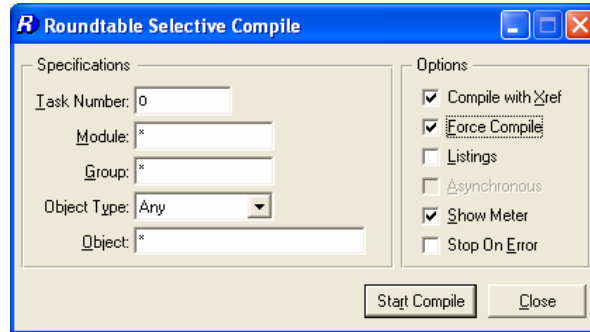 Roundtable Selective Compile
Specifications
Task Number: 0
Module: *
Group: *
Object Type: Any
Object: *
Options
Compile with Xref
Force Compile
Listings
Asynchronous
Show Meter
Stop On Error
Start Compile
Close